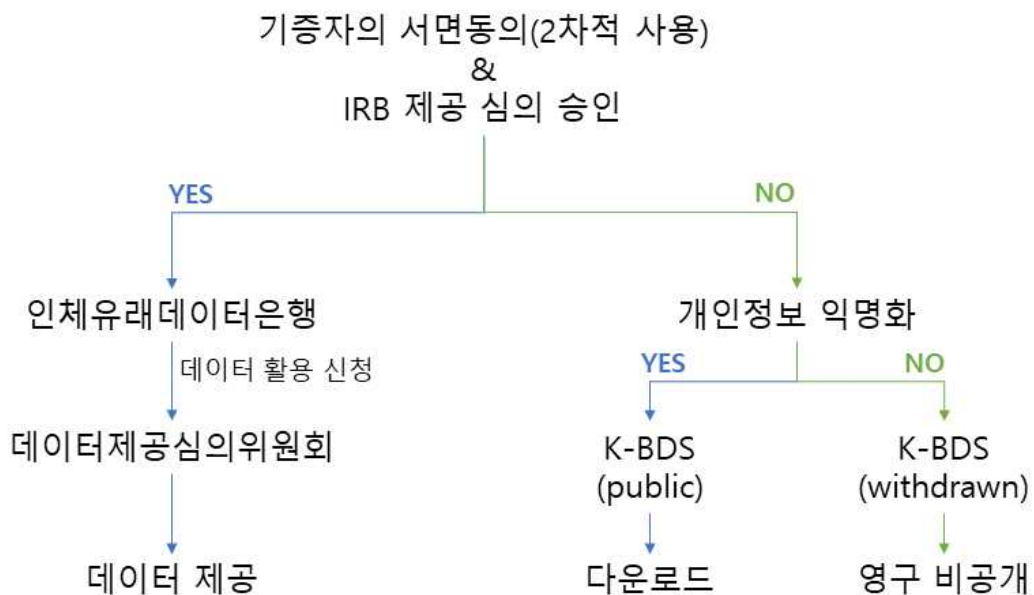 기증자의 서면동의(2차적 사용)
&
IRB 제공 심의 승인
YES
NO
인체유래데이터은행
개인정보 익명화
데이터 활용 신청
YES
NO
데이터제공심의위원회
K-BDS
(public)
K-BDS
(withdrawn)
데이터 제공
다운로드
영구 비공개